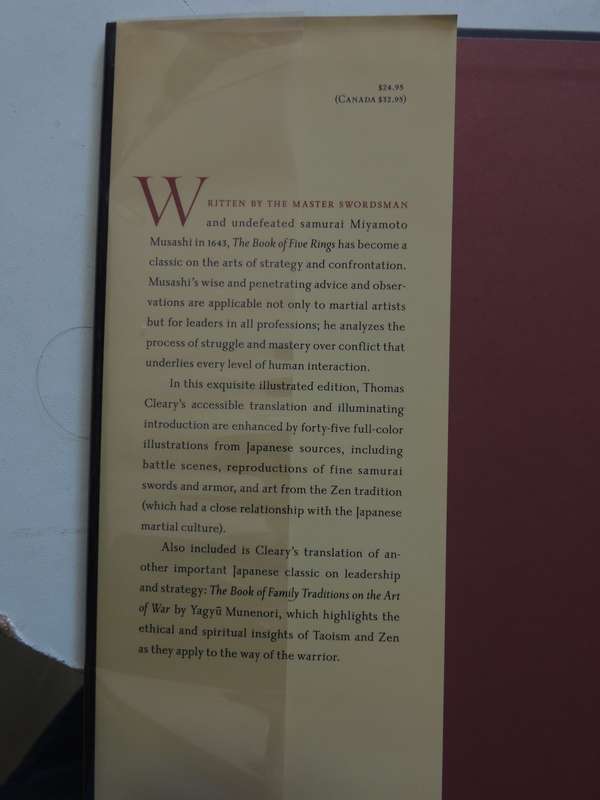 $24.95
(CANADA $32.95)
WRITTEN BY THE MASTER SWORDSMAN
and undefeated samurai Miyamoto
Musashi in 1643, The Book of Five Rings has become a
classic on the arts of strategy and confrontation.
Musashi's wise and penetrating advice and obser-
vations are applicable not only to martial artists
but for leaders in all professions; he analyzes the
process of struggle and mastery over conflict that
underlies every level of human interaction.
In this exquisite illustrated edition, Thomas
Cleary's accessible translation and illuminating
introduction are enhanced by forty-five full-color
illustrations from Japanese sources, including
battle scenes, reproductions of fine samurai
swords and armor, and art from the Zen tradition
(which had a close relationship with the Japanese
martial culture).
Also included is Cleary's translation of an-
other important Japanese classic on leadership
and strategy: The Book of Family Traditions on the Art
of War by Yagyū Munenori, which highlights the
ethical and spiritual insights of Taoism and Zen
as they apply to the way of the warrior.